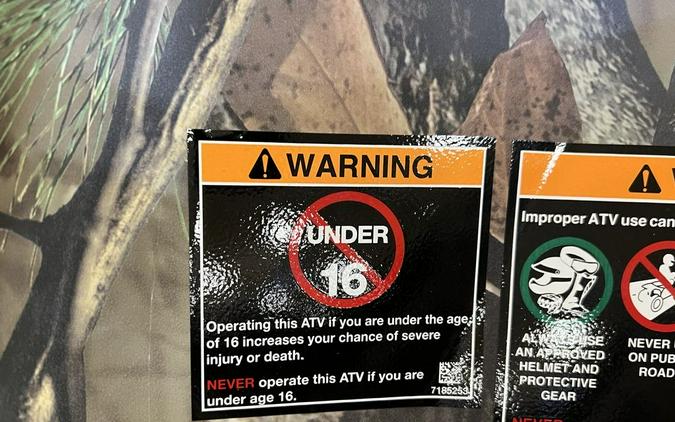 WARNING
UNDER
16
Operating this ATV if you are under the age
of 16 increases your chance of severe
injury or death.
NEVER operate this ATV if you are
under age 16.
Improper ATV use can
ALWAYS USE
AN APPROVED
HELMET AND
PROTECTIVE
GEAR
NEVER
ON PUB
ROAD
NEVER